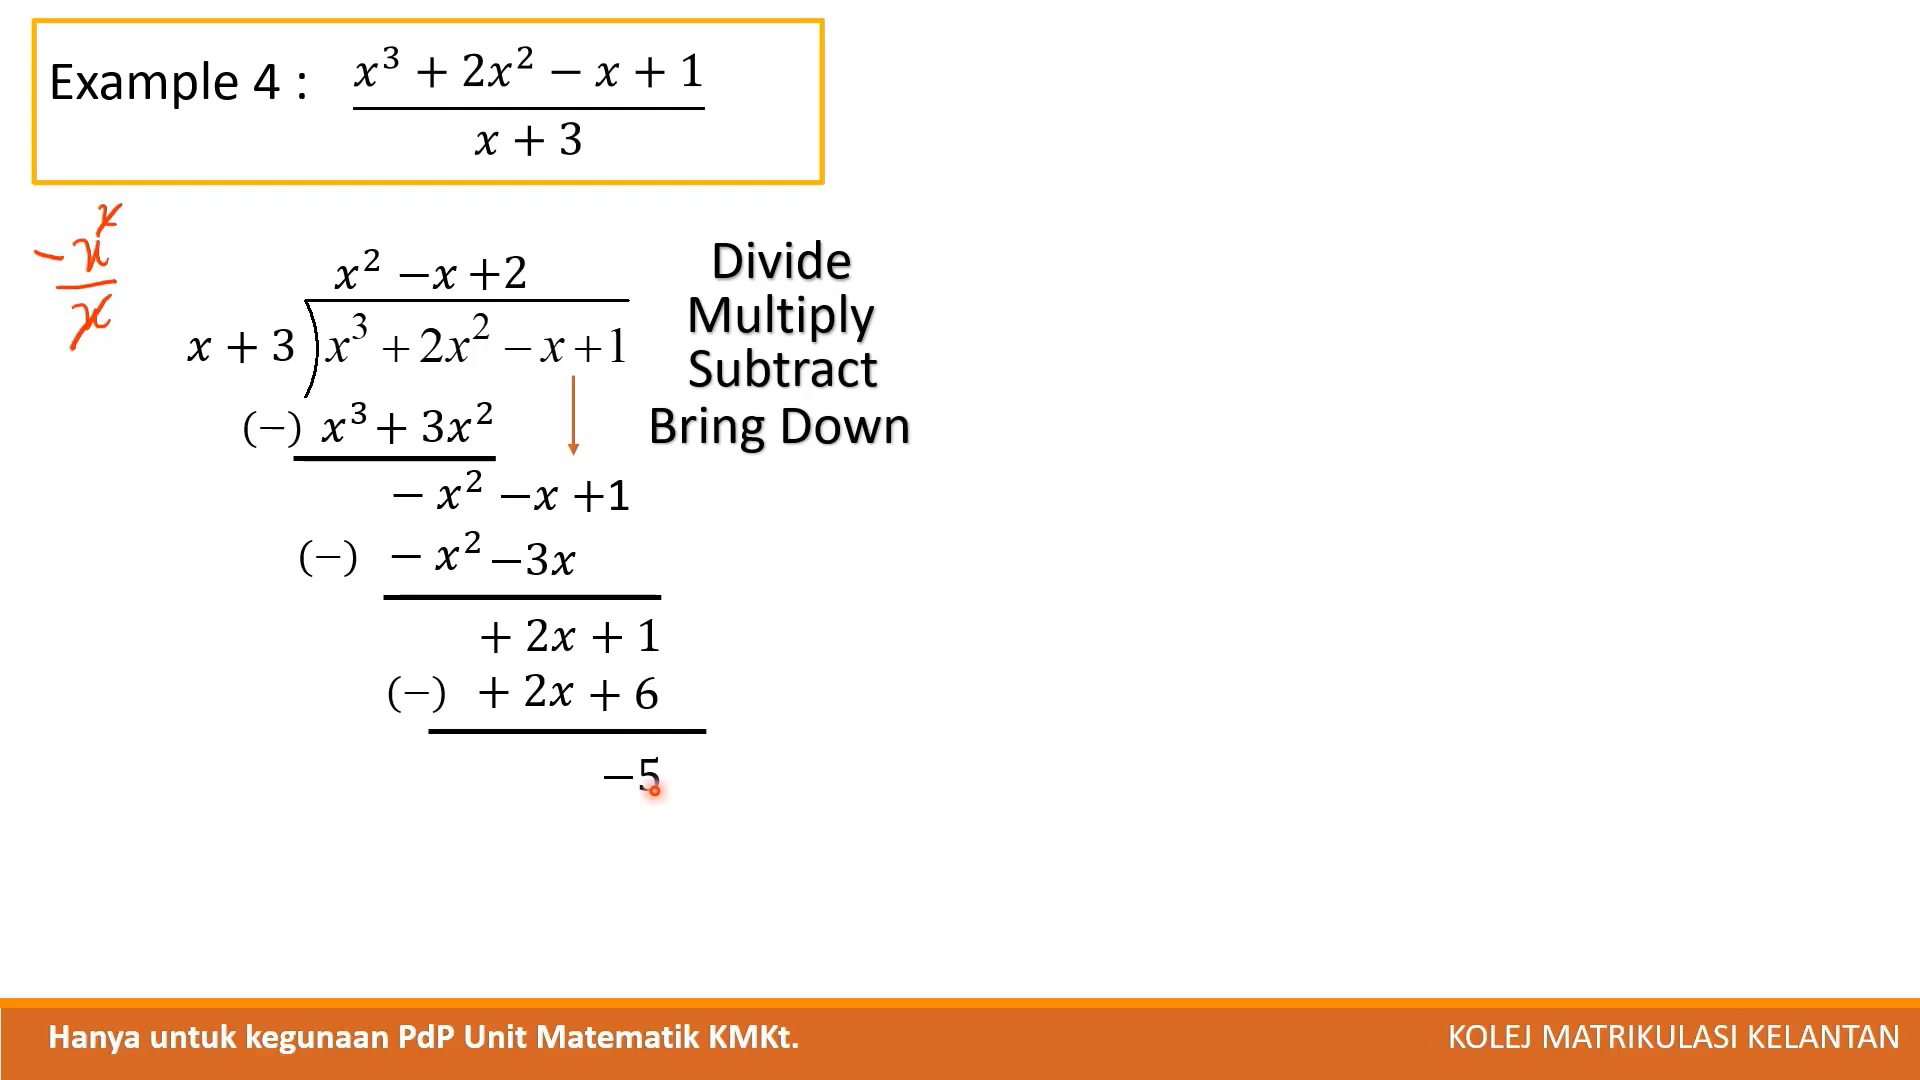 Example 4 : x³ + 2x² − x + 1
x + 3
−x²
x
x² −x +2
x + 3 ) x³ + 2x² − x + 1
(−) x³ + 3x²
− x² −x +1
(−) − x² −3x
+ 2x + 1
(−) + 2x + 6
−5
Divide
Multiply
Subtract
Bring Down
Hanya untuk kegunaan PdP Unit Matematik KMKt.
KOLEJ MATRIKULASI KELANTAN